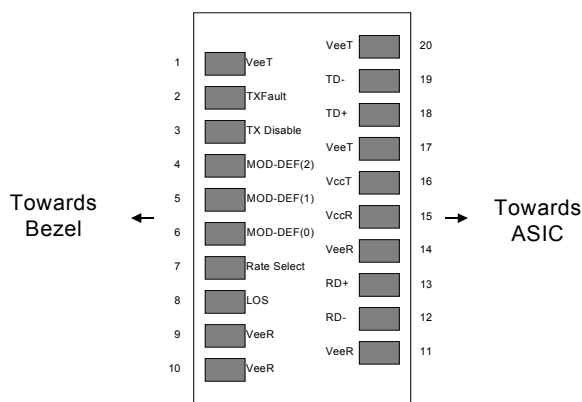 VeeT 20
1 VeeT
TD- 19
2 TXFault
TD+ 18
3 TX Disable
VeeT 17
4 MOD-DEF(2)
VccT 16
5 MOD-DEF(1)
Towards
Bezel
VccR 15
Towards
ASIC
6 MOD-DEF(0)
VeeR 14
7 Rate Select
RD+ 13
8 LOS
RD- 12
9 VeeR
VeeR 11
10 VeeR